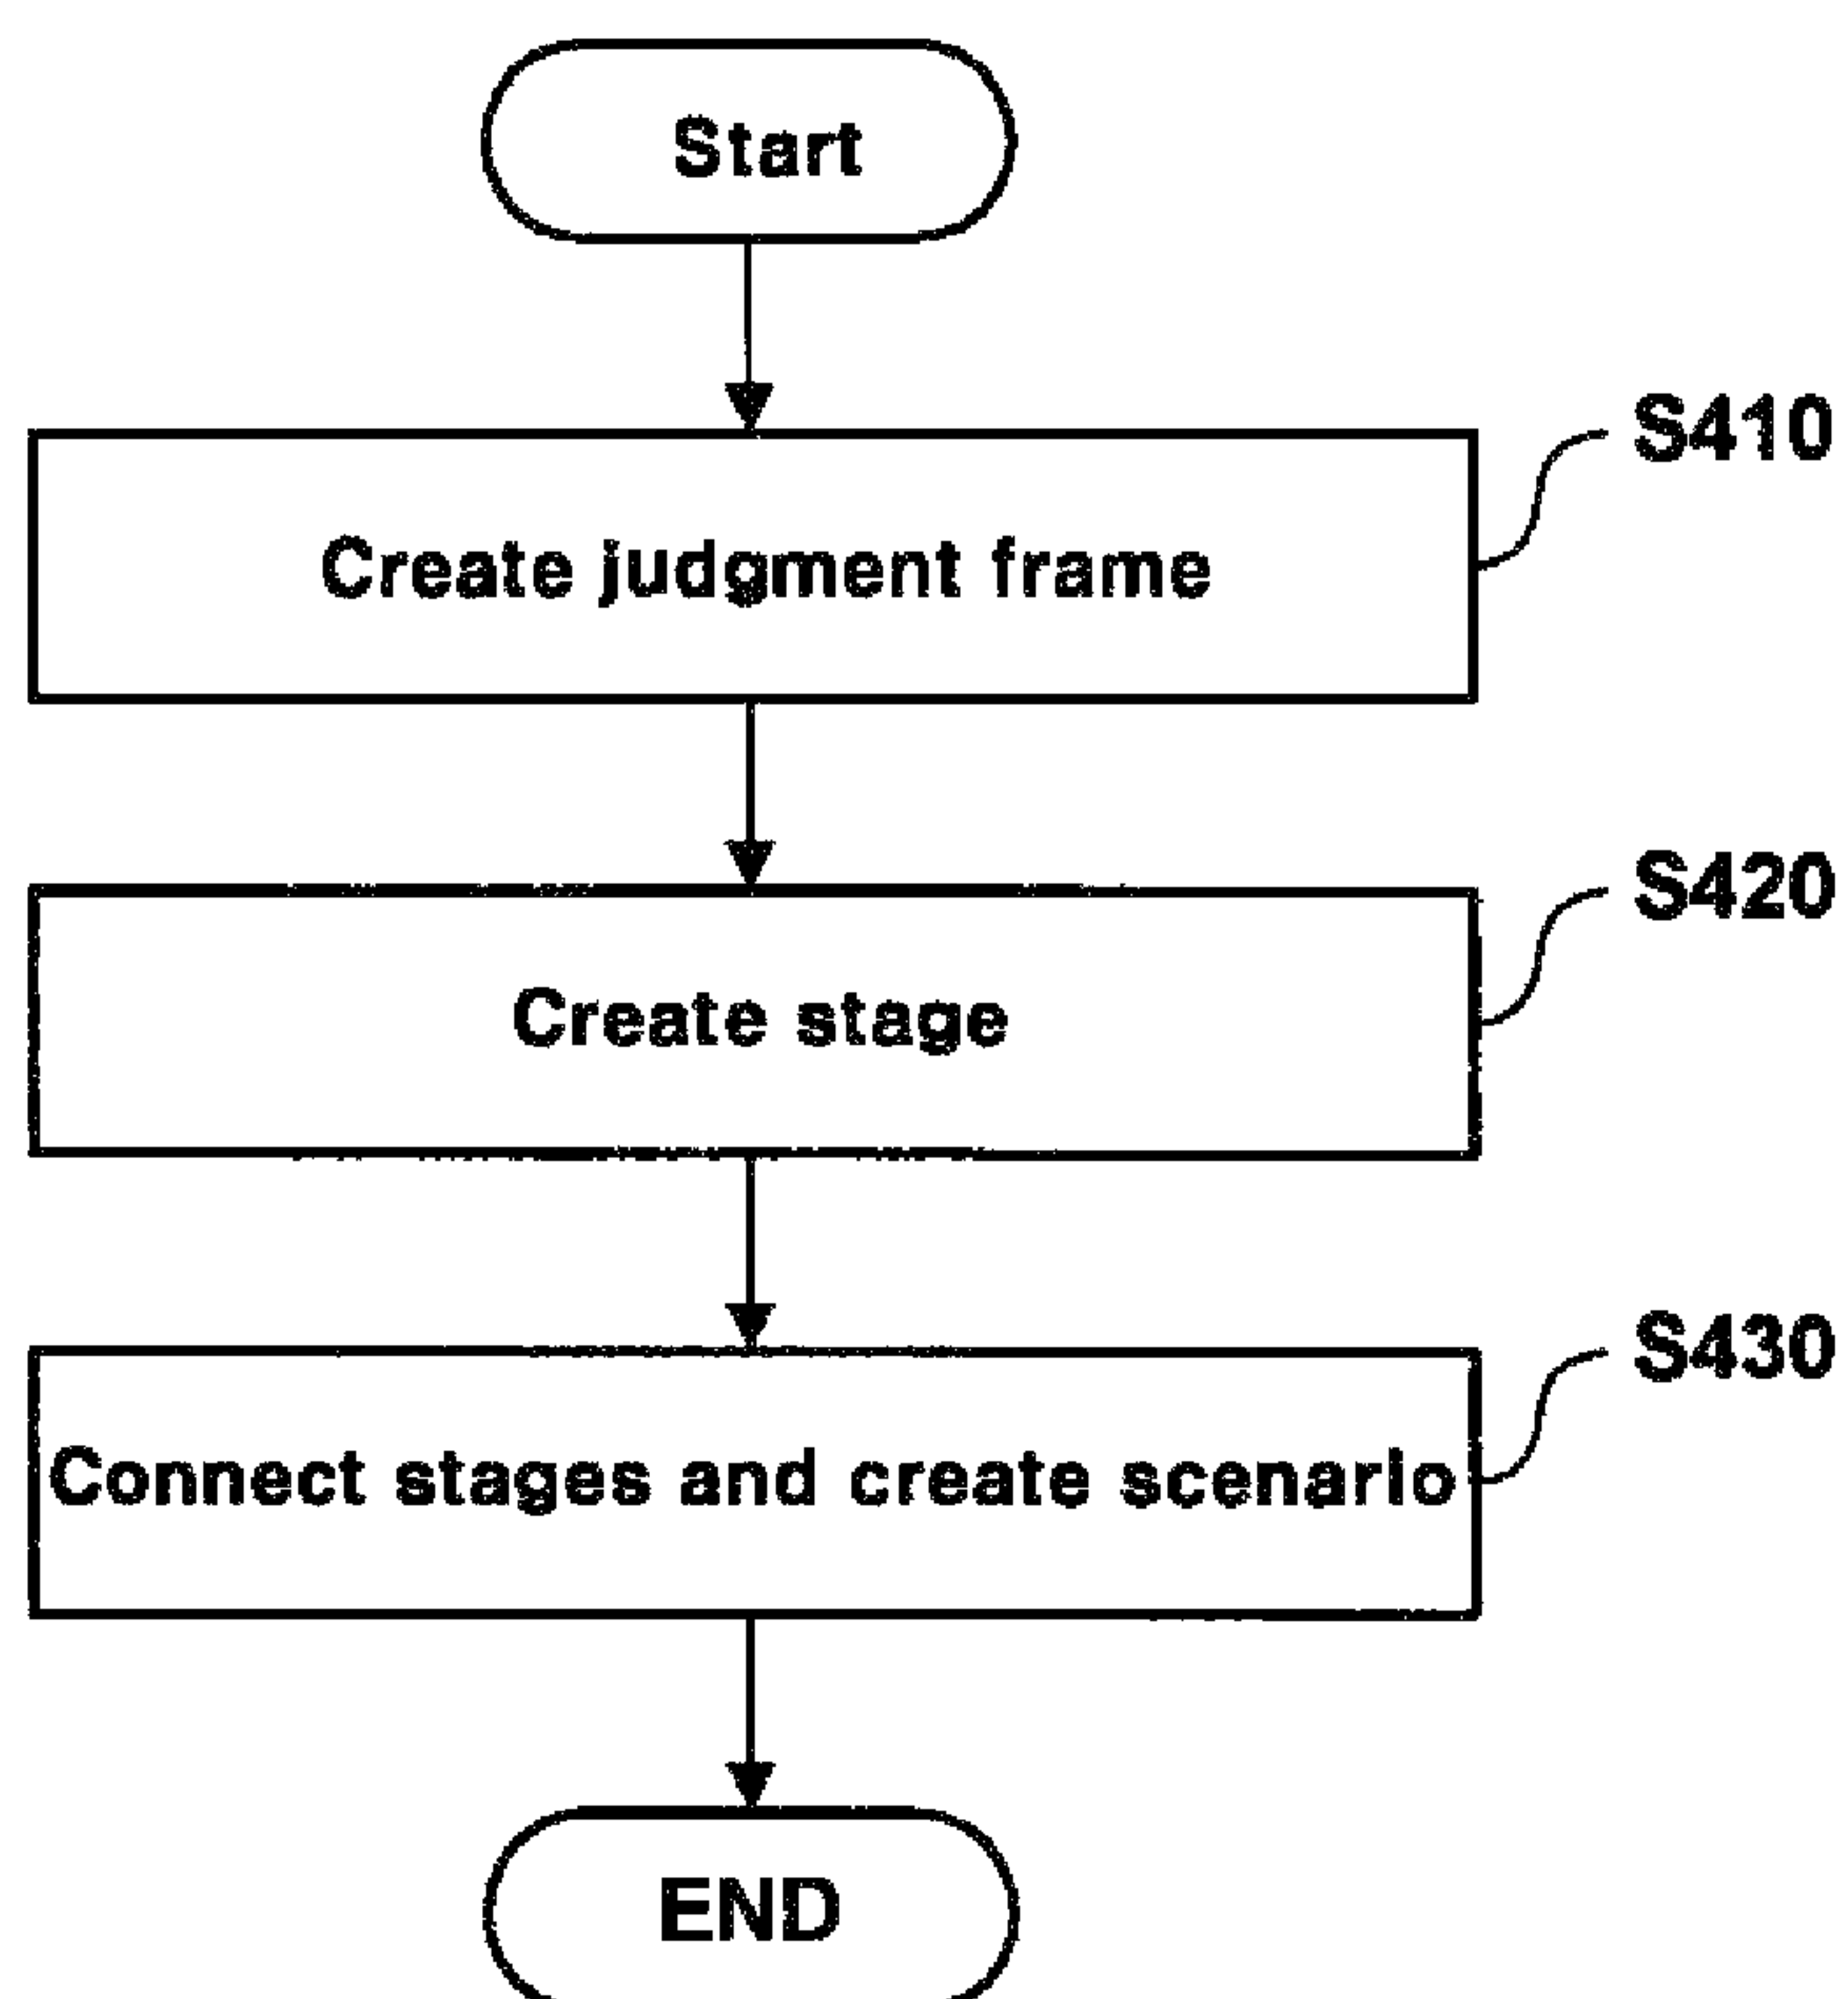 Start
S410
Create judgment frame
S420
Create stage
S430
Connect stages and create scenario
END